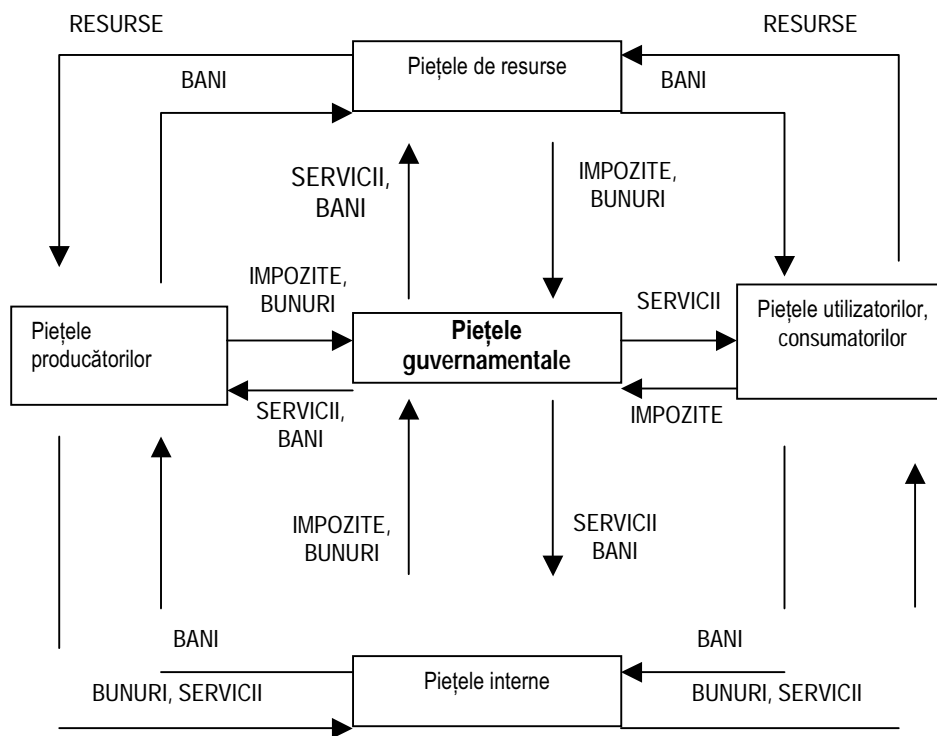 RESURSE
RESURSE
Piețele de resurse
BANI
BANI
SERVICII,
BANI
IMPOZITE,
BUNURI
IMPOZITE,
BUNURI
SERVICII
Piețele
producătorilor
Piețele
guvernamentale
Piețele utilizatorilor,
consumatorilor
SERVICII,
BANI
IMPOZITE
IMPOZITE,
BUNURI
SERVICII
BANI
BANI
BANI
Piețele interne
BUNURI, SERVICII
BUNURI, SERVICII